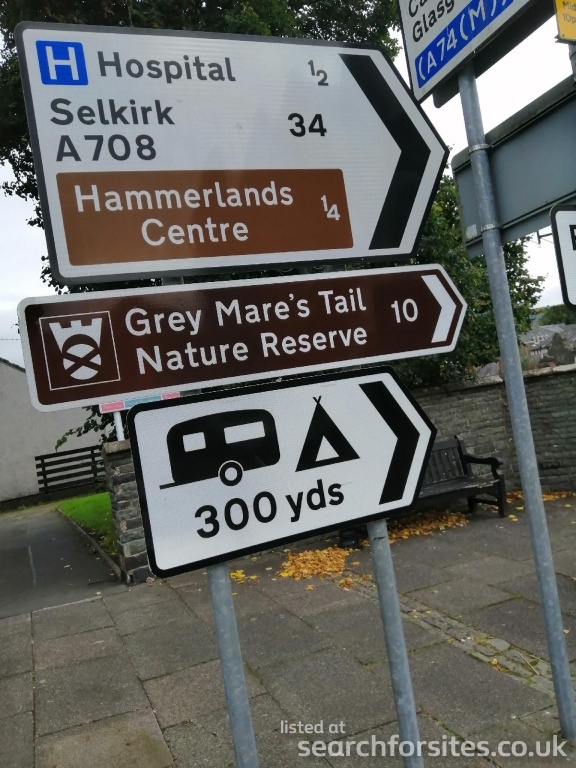 H Hospital ½
Selkirk 34
A708
Hammerlands ¼
Centre
Grey Mare's Tail 10
Nature Reserve
300 yds
Glasg
(A74(M))
listed at
searchforsites.co.uk